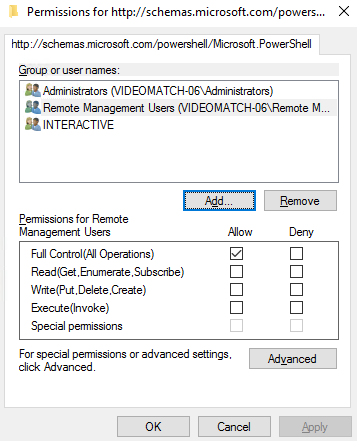 Permissions for http://schemas.microsoft.com/powers...
http://schemas.microsoft.com/powershell/Microsoft.PowerShell
Group or user names:
Administrators (VIDEOMATCH-06\Administrators)
Remote Management Users (VIDEOMATCH-06\Remote M...
INTERACTIVE
Add... Remove
Permissions for Remote
Management Users Allow Deny
Full Control(All Operations)
Read(Get,Enumerate,Subscribe)
Write(Put,Delete,Create)
Execute(Invoke)
Special permissions
For special permissions or advanced settings,
click Advanced.
Advanced
OK Cancel Apply